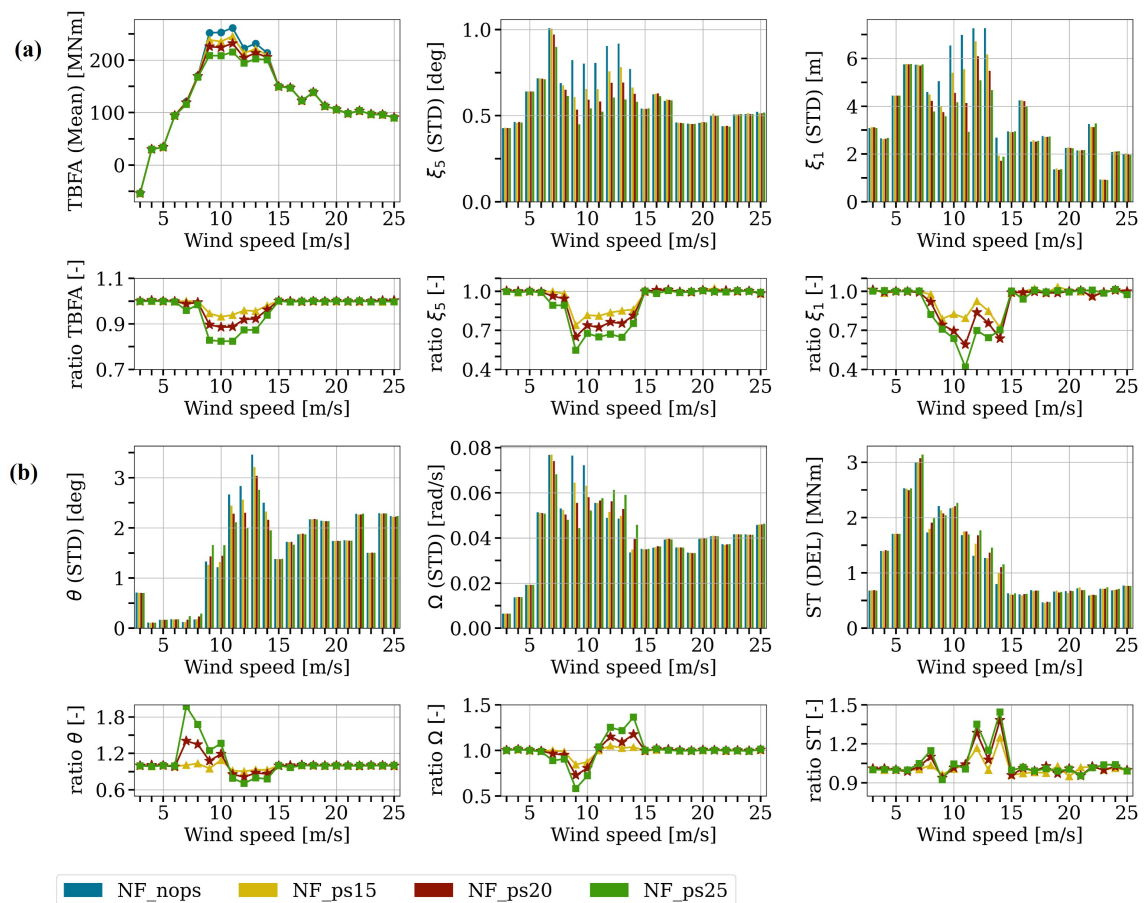 (a)
TBFA (Mean) [MNm]
200
100
0
5 10 15 20 25
Wind speed [m/s]
ξ5 (STD) [deg]
1.0
0.5
0.0
5 10 15 20 25
Wind speed [m/s]
ξ1 (STD) [m]
6
4
2
0
5 10 15 20 25
Wind speed [m/s]
ratio TBFA [-]
1.1
0.9
0.7
5 10 15 20 25
Wind speed [m/s]
ratio ξ5 [-]
1.0
0.7
0.4
5 10 15 20 25
Wind speed [m/s]
ratio ξ1 [-]
1.0
0.7
0.4
5 10 15 20 25
Wind speed [m/s]
(b)
θ (STD) [deg]
3
2
1
0
5 10 15 20 25
Wind speed [m/s]
Ω (STD) [rad/s]
0.08
0.06
0.04
0.02
0.00
5 10 15 20 25
Wind speed [m/s]
ST (DEL) [MNm]
3
2
1
0
5 10 15 20 25
Wind speed [m/s]
ratio θ [-]
1.8
1.2
0.6
5 10 15 20 25
Wind speed [m/s]
ratio Ω [-]
1.5
1.0
0.5
5 10 15 20 25
Wind speed [m/s]
ratio ST [-]
1.5
1.2
0.9
5 10 15 20 25
Wind speed [m/s]
NF_nops NF_ps15 NF_ps20 NF_ps25